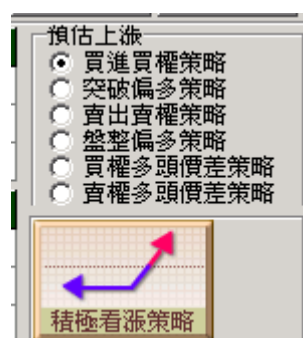 預估上漲
買進買權策略
突破偏多策略
賣出賣權策略
盤整偏多策略
買權多頭價差策略
賣權多頭價差策略
積極看漲策略